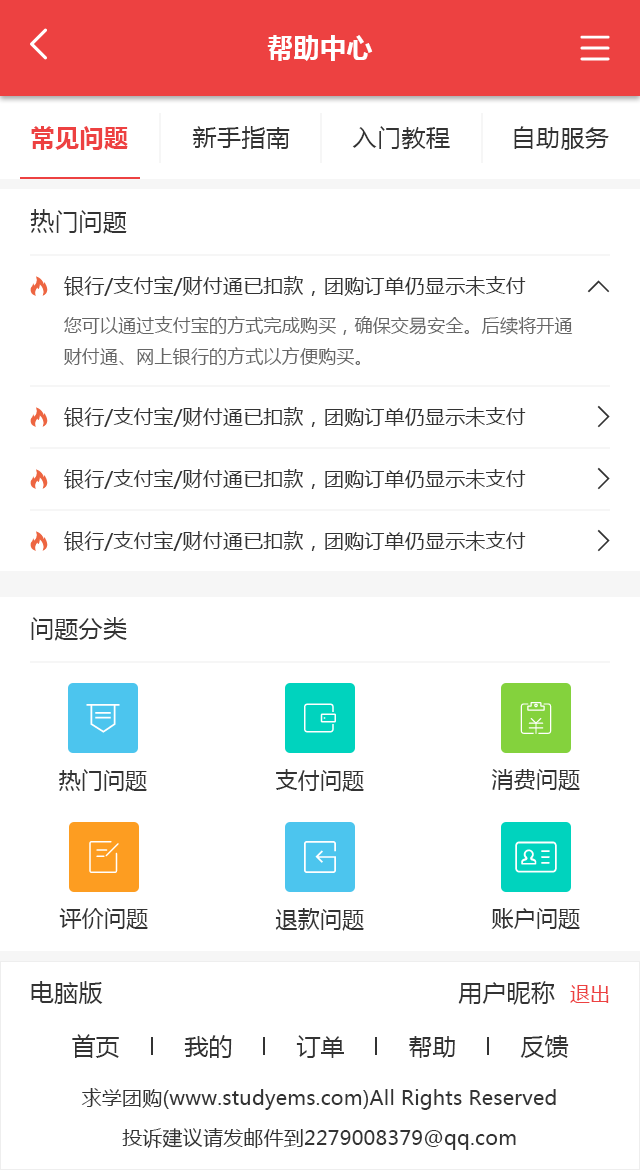 帮助中心
常见问题 新手指南 入门教程 自助服务
热门问题
银行/支付宝/财付通已扣款，团购订单仍显示未支付
您可以通过支付宝的方式完成购买，确保交易安全。后续将开通
财付通、网上银行的方式以方便购买。
银行/支付宝/财付通已扣款，团购订单仍显示未支付
银行/支付宝/财付通已扣款，团购订单仍显示未支付
银行/支付宝/财付通已扣款，团购订单仍显示未支付
问题分类
热门问题 支付问题 消费问题
评价问题 退款问题 账户问题
电脑版 用户昵称 退出
首页 | 我的 | 订单 | 帮助 | 反馈
求学团购(www.studyems.com)All Rights Reserved
投诉建议请发邮件到2279008379@qq.com